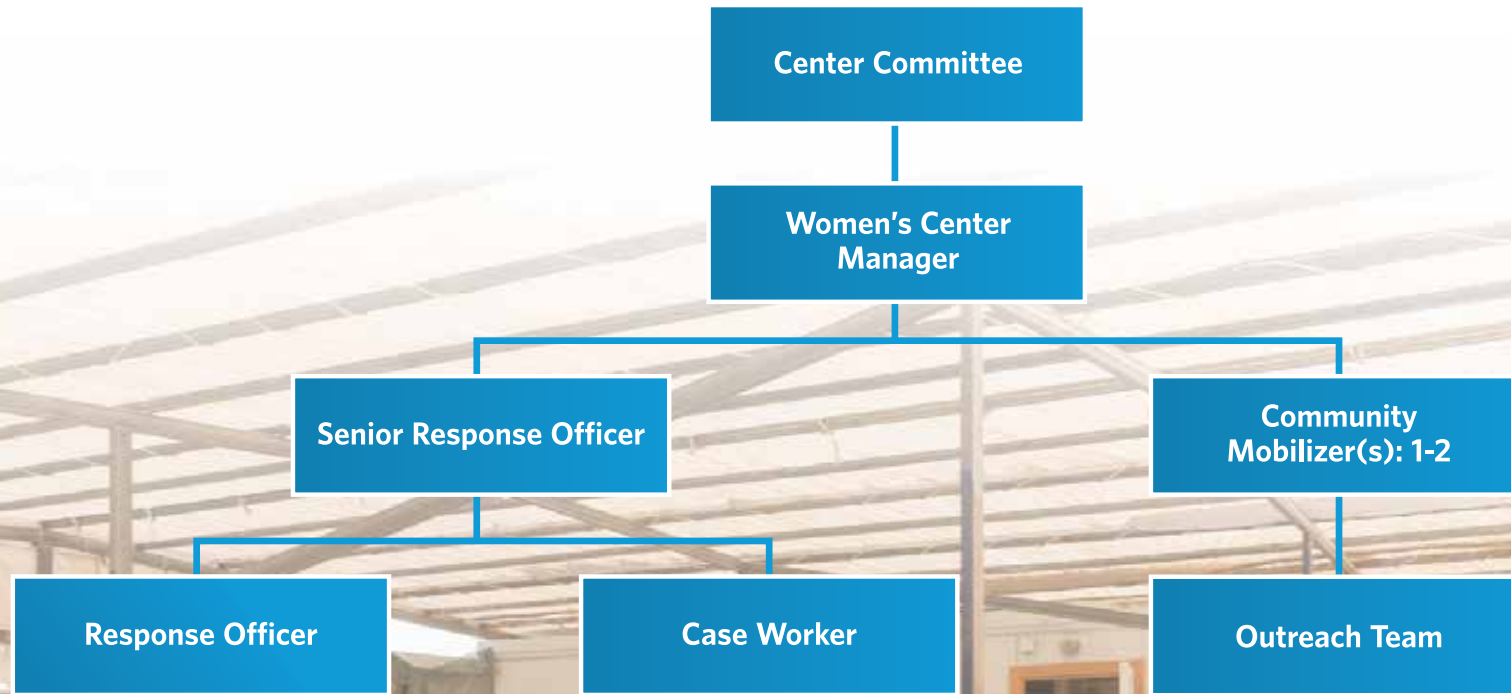 Center Committee
Women's Center
Manager
Senior Response Officer
Community
Mobilizer(s): 1-2
Response Officer
Case Worker
Outreach Team